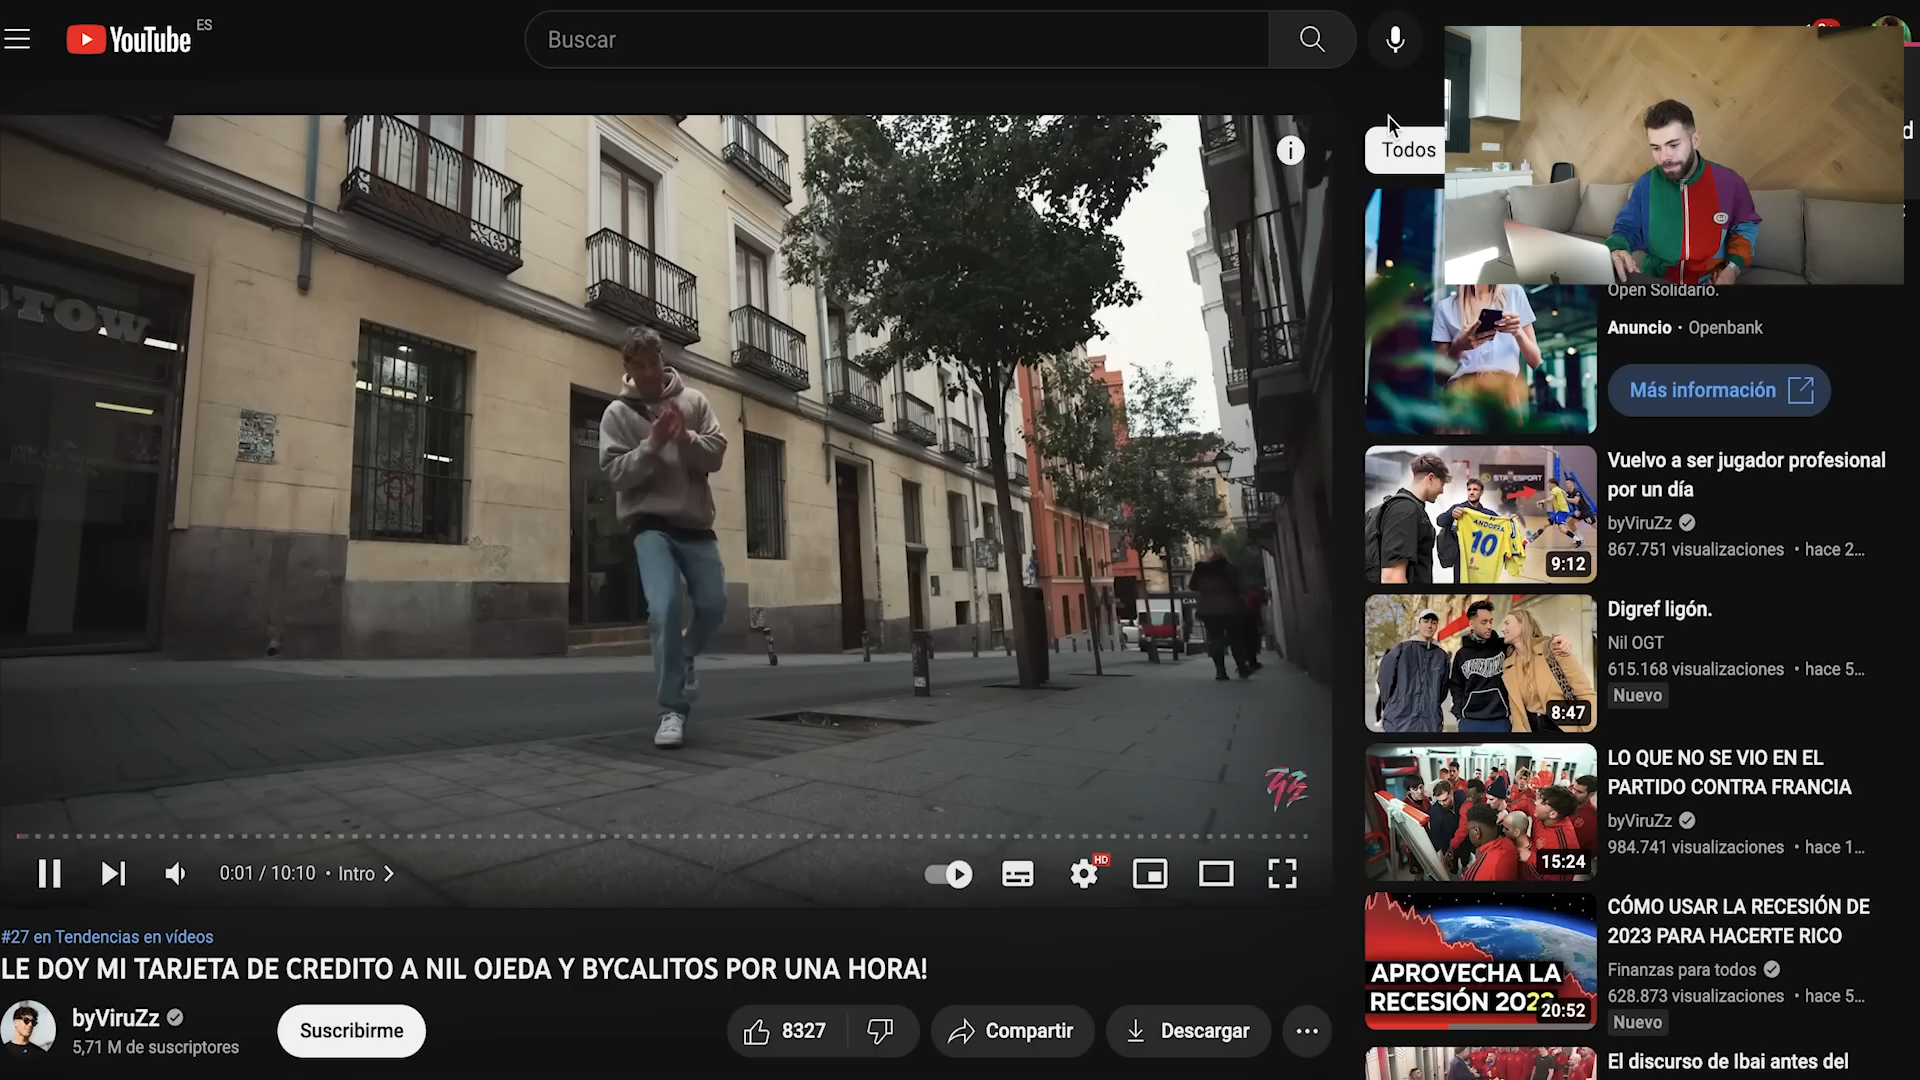 YouTube ES
Buscar
Todos
OTOW
Open Solidario.
Anuncio • Openbank
Más información
Vuelvo a ser jugador profesional
por un día
byViruZz
867.751 visualizaciones • hace 2...
ANDORRA
10
9:12
Digref ligón.
Nil OGT
615.168 visualizaciones • hace 5...
Nuevo
8:47
LO QUE NO SE VIO EN EL
PARTIDO CONTRA FRANCIA
byViruZz
984.741 visualizaciones • hace 1...
15:24
CÓMO USAR LA RECESIÓN DE
2023 PARA HACERTE RICO
Finanzas para todos
628.873 visualizaciones • hace 5...
Nuevo
APROVECHA LA
RECESIÓN 2023
20:52
El discurso de Ibai antes del
0:01 / 10:10 • Intro
HD
#27 en Tendencias en vídeos
LE DOY MI TARJETA DE CREDITO A NIL OJEDA Y BYCALITOS POR UNA HORA!
byViruZz
5,71 M de suscriptores
Suscribirme
8327
Compartir
Descargar